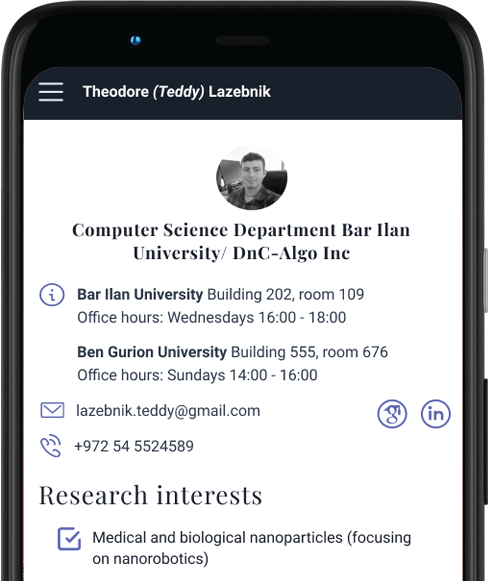 Theodore (Teddy) Lazebnik
Computer Science Department Bar Ilan
University/ DnC-Algo Inc
Bar Ilan University Building 202, room 109
Office hours: Wednesdays 16:00 - 18:00
Ben Gurion University Building 555, room 676
Office hours: Sundays 14:00 - 16:00
lazebnik.teddy@gmail.com
in
+972 54 5524589
Research interests
Medical and biological nanoparticles (focusing
on nanorobotics)